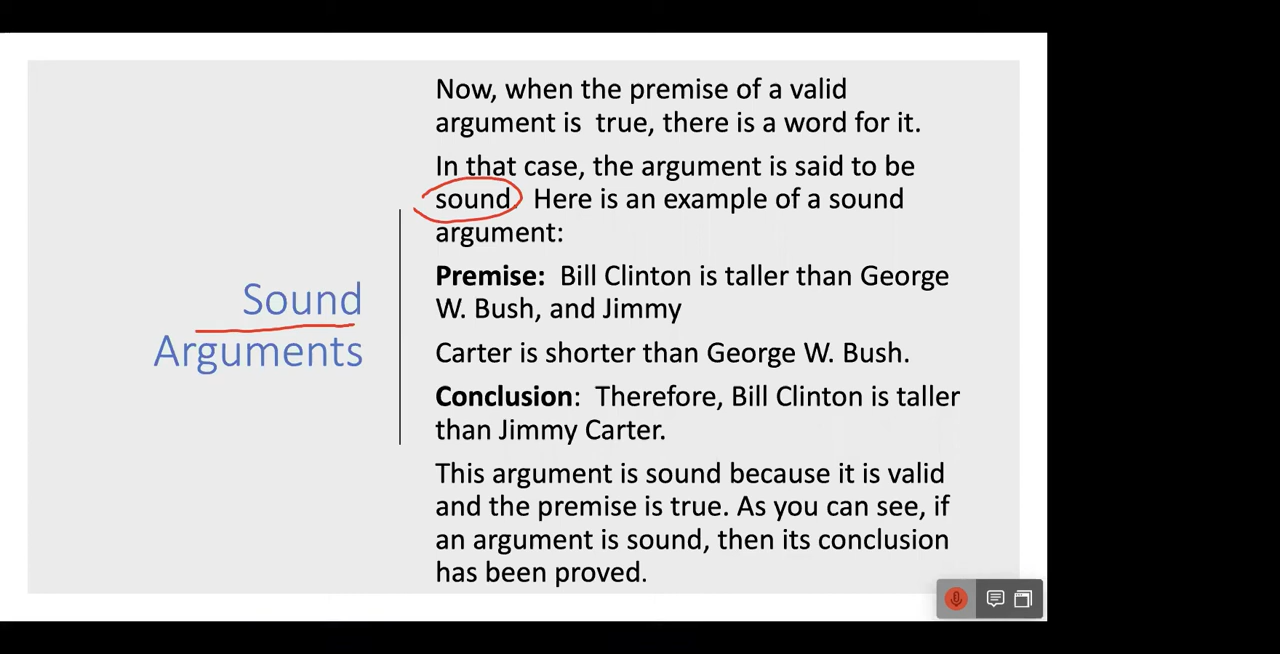 Sound
Arguments
Now, when the premise of a valid
argument is  true, there is a word for it.
In that case, the argument is said to be
sound.  Here is an example of a sound
argument:
Premise:  Bill Clinton is taller than George
W. Bush, and Jimmy
Carter is shorter than George W. Bush.
Conclusion:  Therefore, Bill Clinton is taller
than Jimmy Carter.
This argument is sound because it is valid
and the premise is true. As you can see, if
an argument is sound, then its conclusion
has been proved.